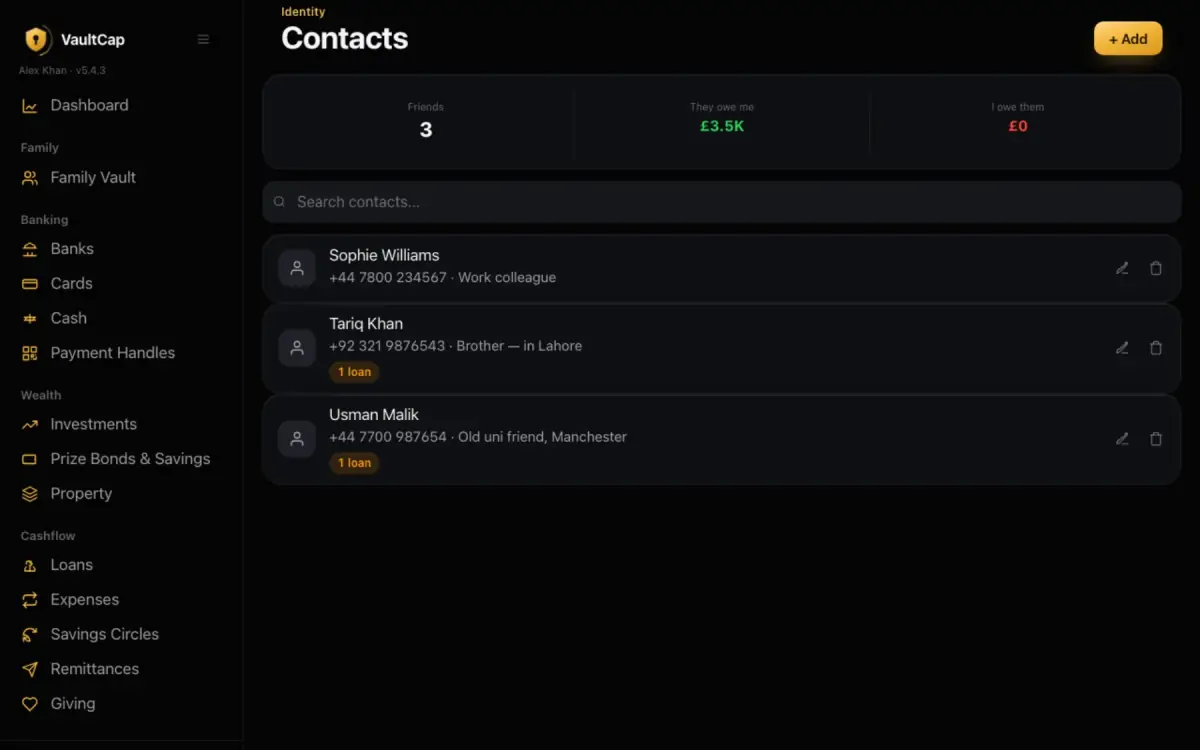 VaultCap
Alex Khan · v5.4.3
Dashboard
Family
Family Vault
Banking
Banks
Cards
Cash
Payment Handles
Wealth
Investments
Prize Bonds & Savings
Property
Cashflow
Loans
Expenses
Savings Circles
Remittances
Giving
Identity
Contacts
+ Add
Friends
3
They owe me
£3.5K
I owe them
£0
Search contacts...
Sophie Williams
+44 7800 234567 · Work colleague
Tariq Khan
+92 321 9876543 · Brother — in Lahore
1 loan
Usman Malik
+44 7700 987654 · Old uni friend, Manchester
1 loan